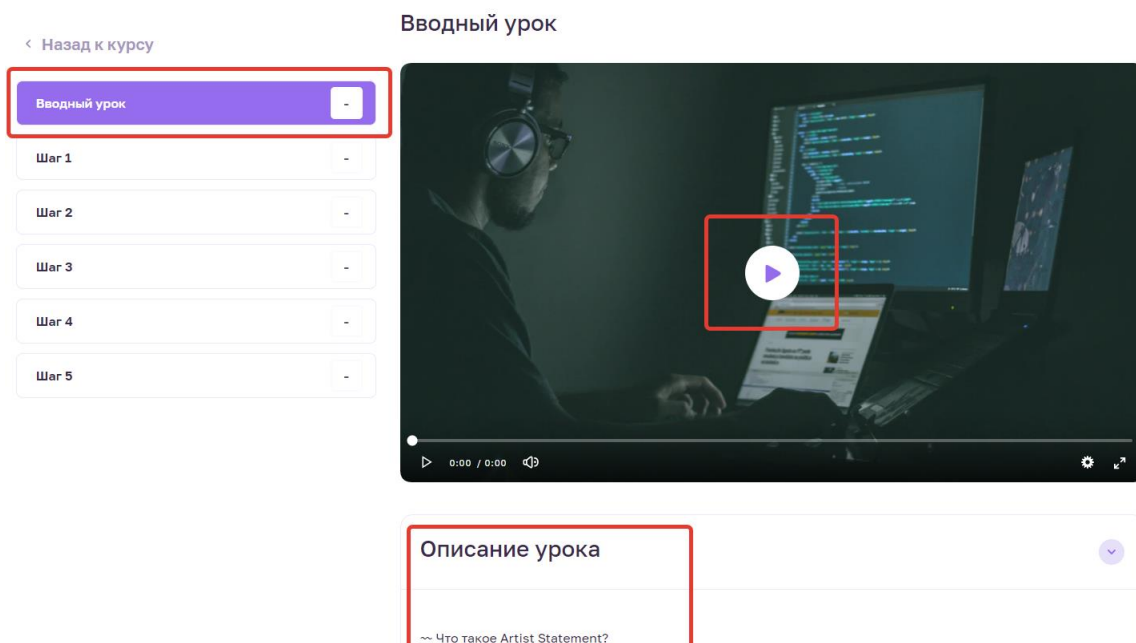 Вводный урок
< Назад к курсу
Вводный урок -
Шаг 1 -
Шаг 2 -
Шаг 3 -
Шаг 4 -
Шаг 5 -
0:00 / 0:00
Описание урока
~~ Что такое Artist Statement?